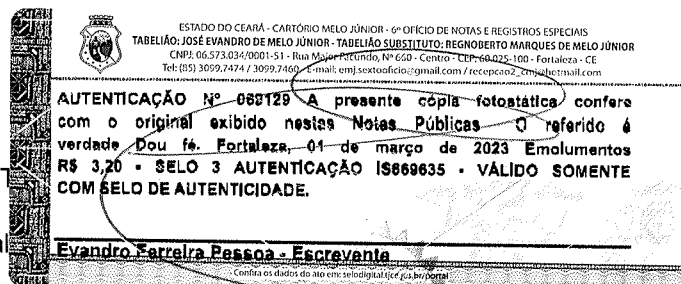 ESTADO DO CEARÁ - CARTÓRIO MELO JÚNIOR - 6º OFÍCIO DE NOTAS E REGISTROS ESPECIAIS
TABELIÃO: JOSÉ EVANDRO DE MELO JÚNIOR - TABELIÃO SUBSTITUTO: REGNOBERTO MARQUES DE MELO JÚNIOR
CNPJ: 06.573.034/0001-51 - Rua Major Facundo, Nº 660 - Centro - CEP: 60.025-100 - Fortaleza - CE
Tel: (85) 3099.7474 / 3099.7460 - E-mail: emj.sextooficio@gmail.com / recepcao2_cmj@hotmail.com
AUTENTICAÇÃO Nº 069129 A presente cópia fotostática confere
com o original exibido nestas Notas Públicas O referido é
verdade Dou fé. Fortaleza, 01 de março de 2023 Emolumentos
R$ 3,20 - SELO 3 AUTENTICAÇÃO IS669635 - VÁLIDO SOMENTE
COM SELO DE AUTENTICIDADE.
Evandro Ferreira Pessoa - Escrevente
Confira os dados do ato em: selodigital.tjce.jus.br/portal